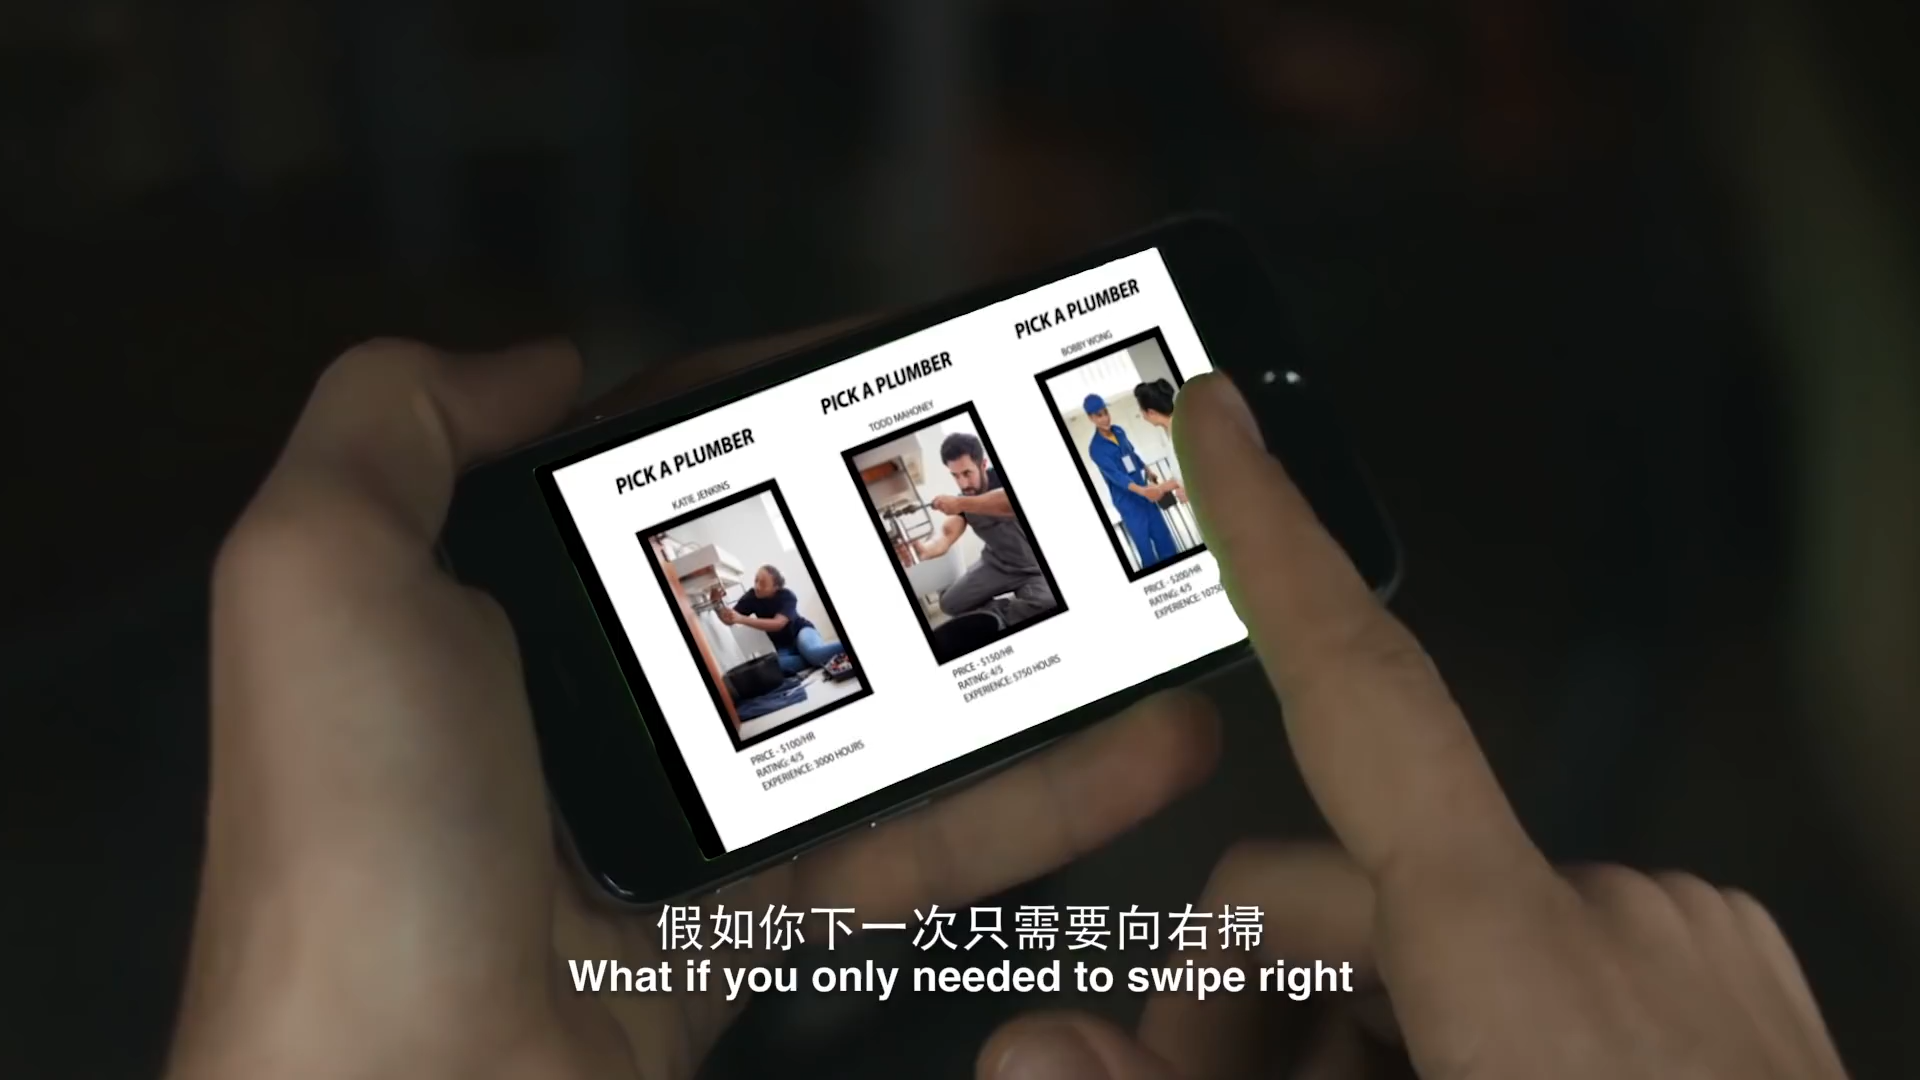 PICK A PLUMBER
KATIE JENKINS
PRICE - $100/HR
RATING: 4/5
EXPERIENCE: 3000 HOURS
PICK A PLUMBER
TODD MAHONEY
PRICE - $150/HR
RATING: 4/5
EXPERIENCE: 5750 HOURS
PICK A PLUMBER
BOBBY WONG
PRICE - $200/HR
RATING: 4/5
EXPERIENCE: 10750
假如你下一次只需要向右掃
What if you only needed to swipe right